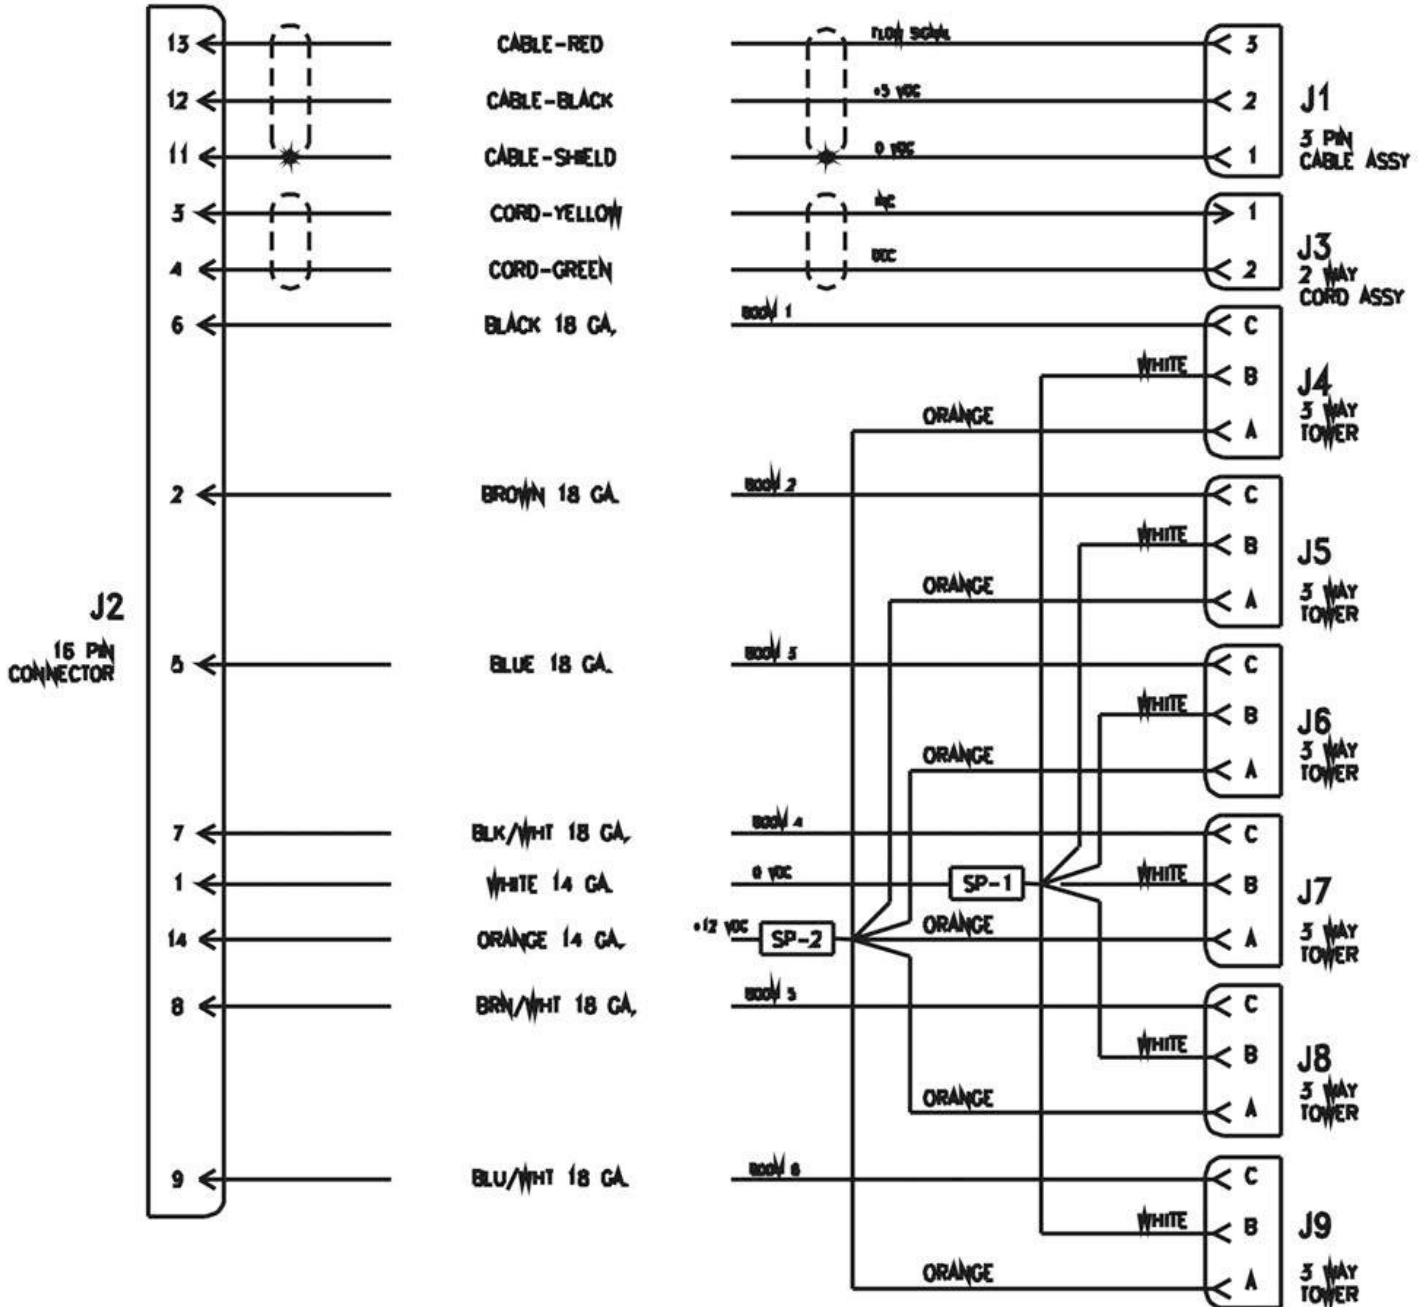 13 CABLE-RED FLOW SIGNAL 3
12 CABLE-BLACK +5 VDC 2 J1
11 CABLE-SHIELD 0 VDC 1 3 PIN
CABLE ASSY
3 CORD-YELLOW 1
4 CORD-GREEN 2 J3
2 WAY
CORD ASSY
6 BLACK 18 GA. BOOM 1 C
WHITE B J4
ORANGE A 3 WAY
TOWER
2 BROWN 18 GA. BOOM 2 C
WHITE B J5
ORANGE A 3 WAY
TOWER
J2
16 PIN
CONNECTOR
5 BLUE 18 GA. BOOM 3 C
WHITE B J6
ORANGE A 3 WAY
TOWER
7 BLK/WHT 18 GA. BOOM 4 C
1 WHITE 14 GA. 0 VDC SP-1 WHITE B J7
14 ORANGE 14 GA. +12 VDC SP-2 ORANGE A 3 WAY
TOWER
8 BRN/WHT 18 GA. BOOM 5 C
WHITE B J8
ORANGE A 3 WAY
TOWER
9 BLU/WHT 18 GA. BOOM 6 C
WHITE B J9
ORANGE A 3 WAY
TOWER